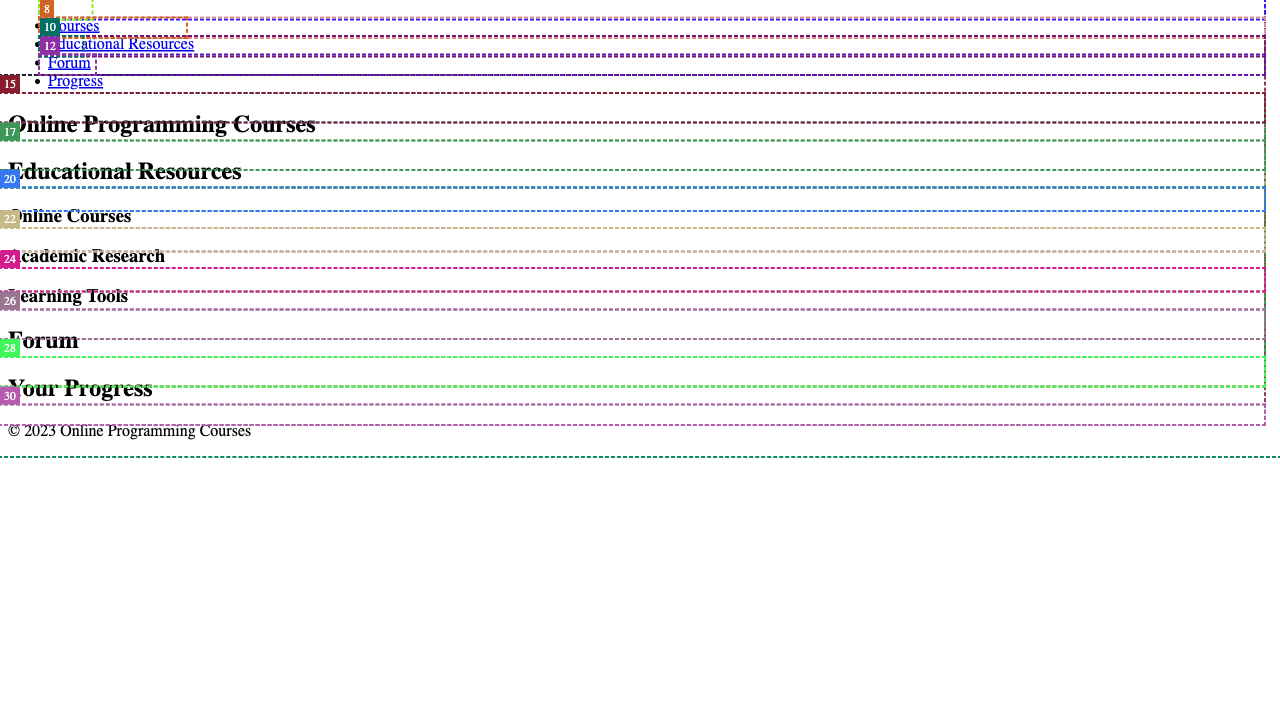 8
10 Courses
12 Educational Resources
Forum
15 Progress
Online Programming Courses
17
Educational Resources
20
22 Online Courses
24 Academic Research
26 Learning Tools
Forum
28
Your Progress
30
© 2023 Online Programming Courses